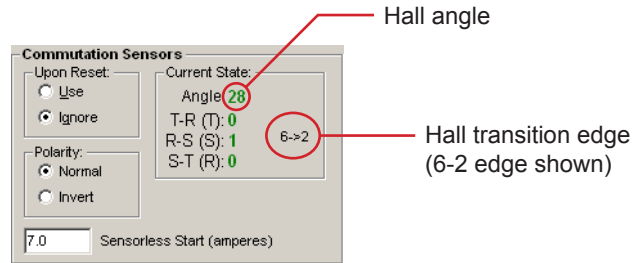 Hall angle
Commutation Sensors
Upon Reset:
Use
Ignore
Current State:
Angle 28
T-R (T): 0
R-S (S): 1
S-T (R): 0
6->2
Hall transition edge
(6-2 edge shown)
Polarity:
Normal
Invert
7.0 Sensorless Start (amperes)